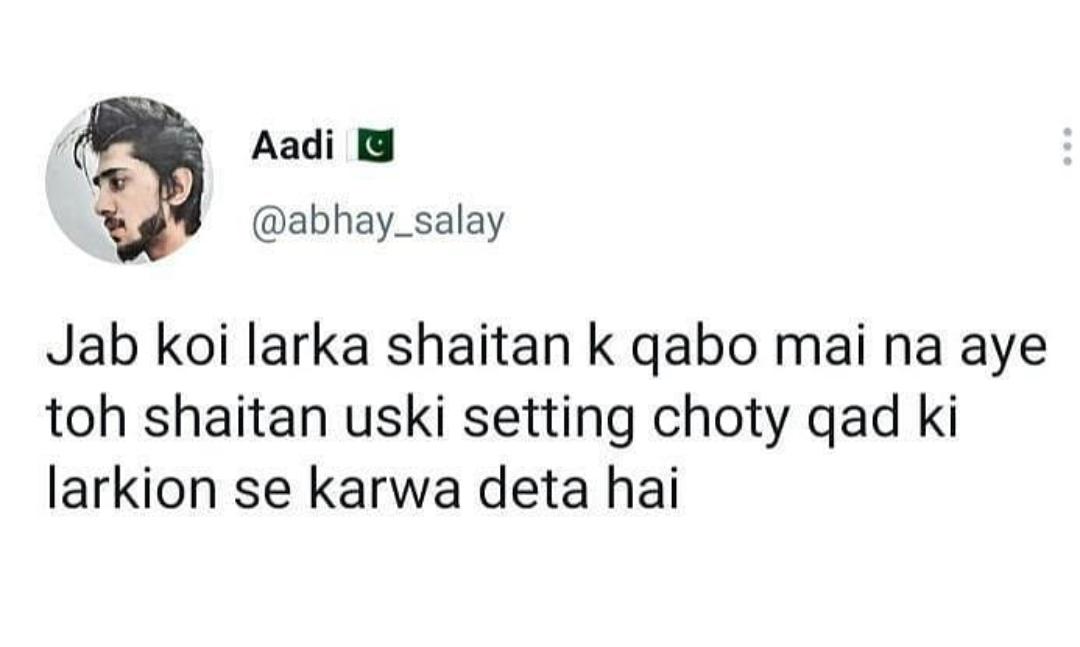 Aadi 🇵🇰
@abhay_salay
Jab koi larka shaitan k qabo mai na aye
toh shaitan uski setting choty qad ki
larkion se karwa deta hai